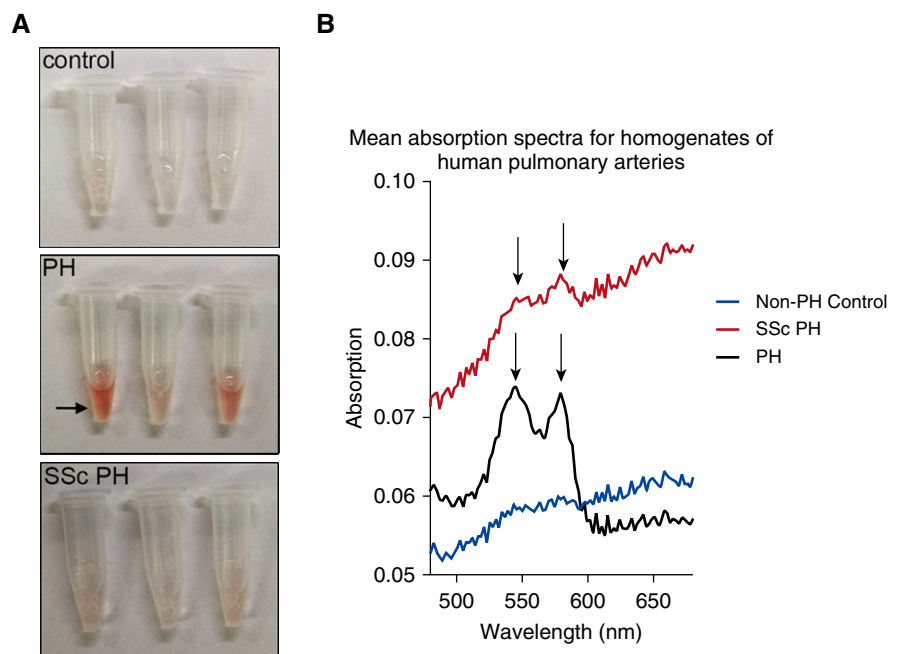 A
B
control
PH
SSc PH
Mean absorption spectra for homogenates of
human pulmonary arteries
0.10
0.09
0.08
0.07
0.06
0.05
Absorption
500 550 600 650
Wavelength (nm)
Non-PH Control
SSc PH
PH